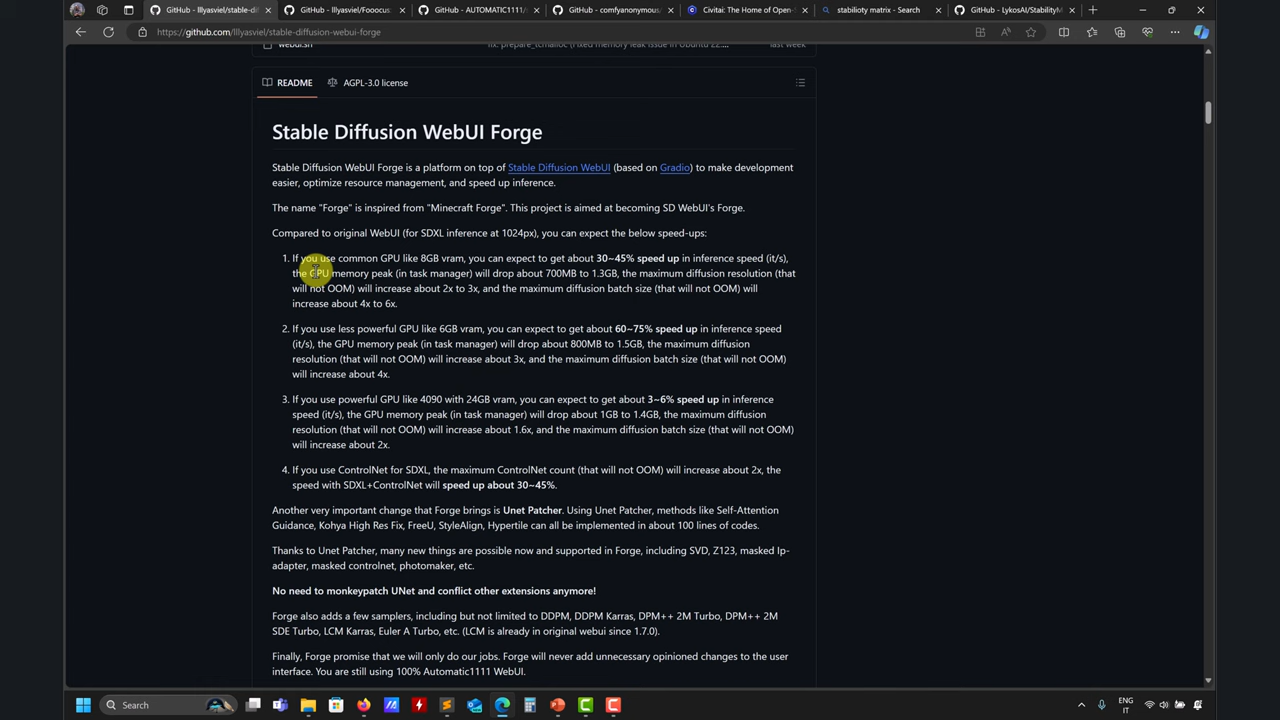 GitHub - lllyasviel/stable-dif
GitHub - lllyasviel/Fooocus:
GitHub - AUTOMATIC1111/
GitHub - comfyanonymous/
Civitai: The Home of Open-
stabilioty matrix - Search
GitHub - LykosAI/StabilityM
https://github.com/lllyasviel/stable-diffusion-webui-forge
webui.sh
fix: prepare_tcmalloc (Fixed memory leak issue in Ubuntu 22....
last week
README
AGPL-3.0 license
Stable Diffusion WebUI Forge
Stable Diffusion WebUI Forge is a platform on top of Stable Diffusion WebUI (based on Gradio) to make development
easier, optimize resource management, and speed up inference.
The name "Forge" is inspired from "Minecraft Forge". This project is aimed at becoming SD WebUI's Forge.
Compared to original WebUI (for SDXL inference at 1024px), you can expect the below speed-ups:
1. If you use common GPU like 8GB vram, you can expect to get about 30~45% speed up in inference speed (it/s),
the GPU memory peak (in task manager) will drop about 700MB to 1.3GB, the maximum diffusion resolution (that
will not OOM) will increase about 2x to 3x, and the maximum diffusion batch size (that will not OOM) will
increase about 4x to 6x.
2. If you use less powerful GPU like 6GB vram, you can expect to get about 60~75% speed up in inference speed
(it/s), the GPU memory peak (in task manager) will drop about 800MB to 1.5GB, the maximum diffusion
resolution (that will not OOM) will increase about 3x, and the maximum diffusion batch size (that will not OOM)
will increase about 4x.
3. If you use powerful GPU like 4090 with 24GB vram, you can expect to get about 3~6% speed up in inference
speed (it/s), the GPU memory peak (in task manager) will drop about 1GB to 1.4GB, the maximum diffusion
resolution (that will not OOM) will increase about 1.6x, and the maximum diffusion batch size (that will not OOM)
will increase about 2x.
4. If you use ControlNet for SDXL, the maximum ControlNet count (that will not OOM) will increase about 2x, the
speed with SDXL+ControlNet will speed up about 30~45%.
Another very important change that Forge brings is Unet Patcher. Using Unet Patcher, methods like Self-Attention
Guidance, Kohya High Res Fix, FreeU, StyleAlign, Hypertile can all be implemented in about 100 lines of codes.
Thanks to Unet Patcher, many new things are possible now and supported in Forge, including SVD, Z123, masked Ip-
adapter, masked controlnet, photomaker, etc.
No need to monkeypatch UNet and conflict other extensions anymore!
Forge also adds a few samplers, including but not limited to DDPM, DDPM Karras, DPM++ 2M Turbo, DPM++ 2M
SDE Turbo, LCM Karras, Euler A Turbo, etc. (LCM is already in original webui since 1.7.0).
Finally, Forge promise that we will only do our jobs. Forge will never add unnecessary opinioned changes to the user
interface. You are still using 100% Automatic1111 WebUI.
Search
ENG
IT